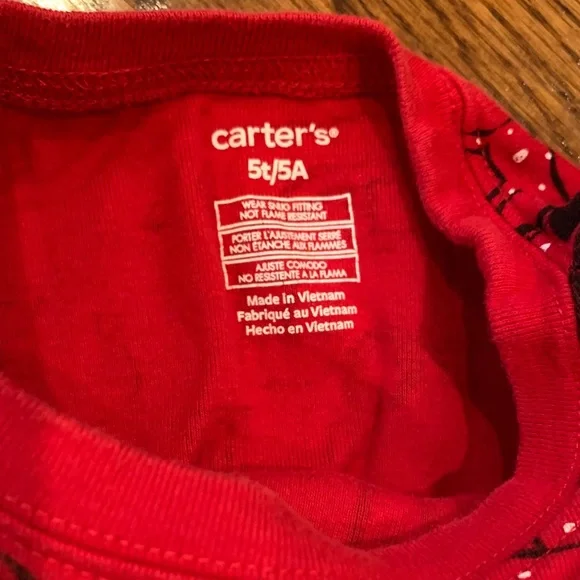 carter's®
5t/5A
WEAR SNUG FITTING
NOT FLAME RESISTANT
PORTER L'AJUSTEMENT SERRÉ
NON ÉTANCHE AUX FLAMMES
AJUSTE COMODO
NO RESISTENTE A LA FLAMA
Made in Vietnam
Fabriqué au Vietnam
Hecho en Vietnam